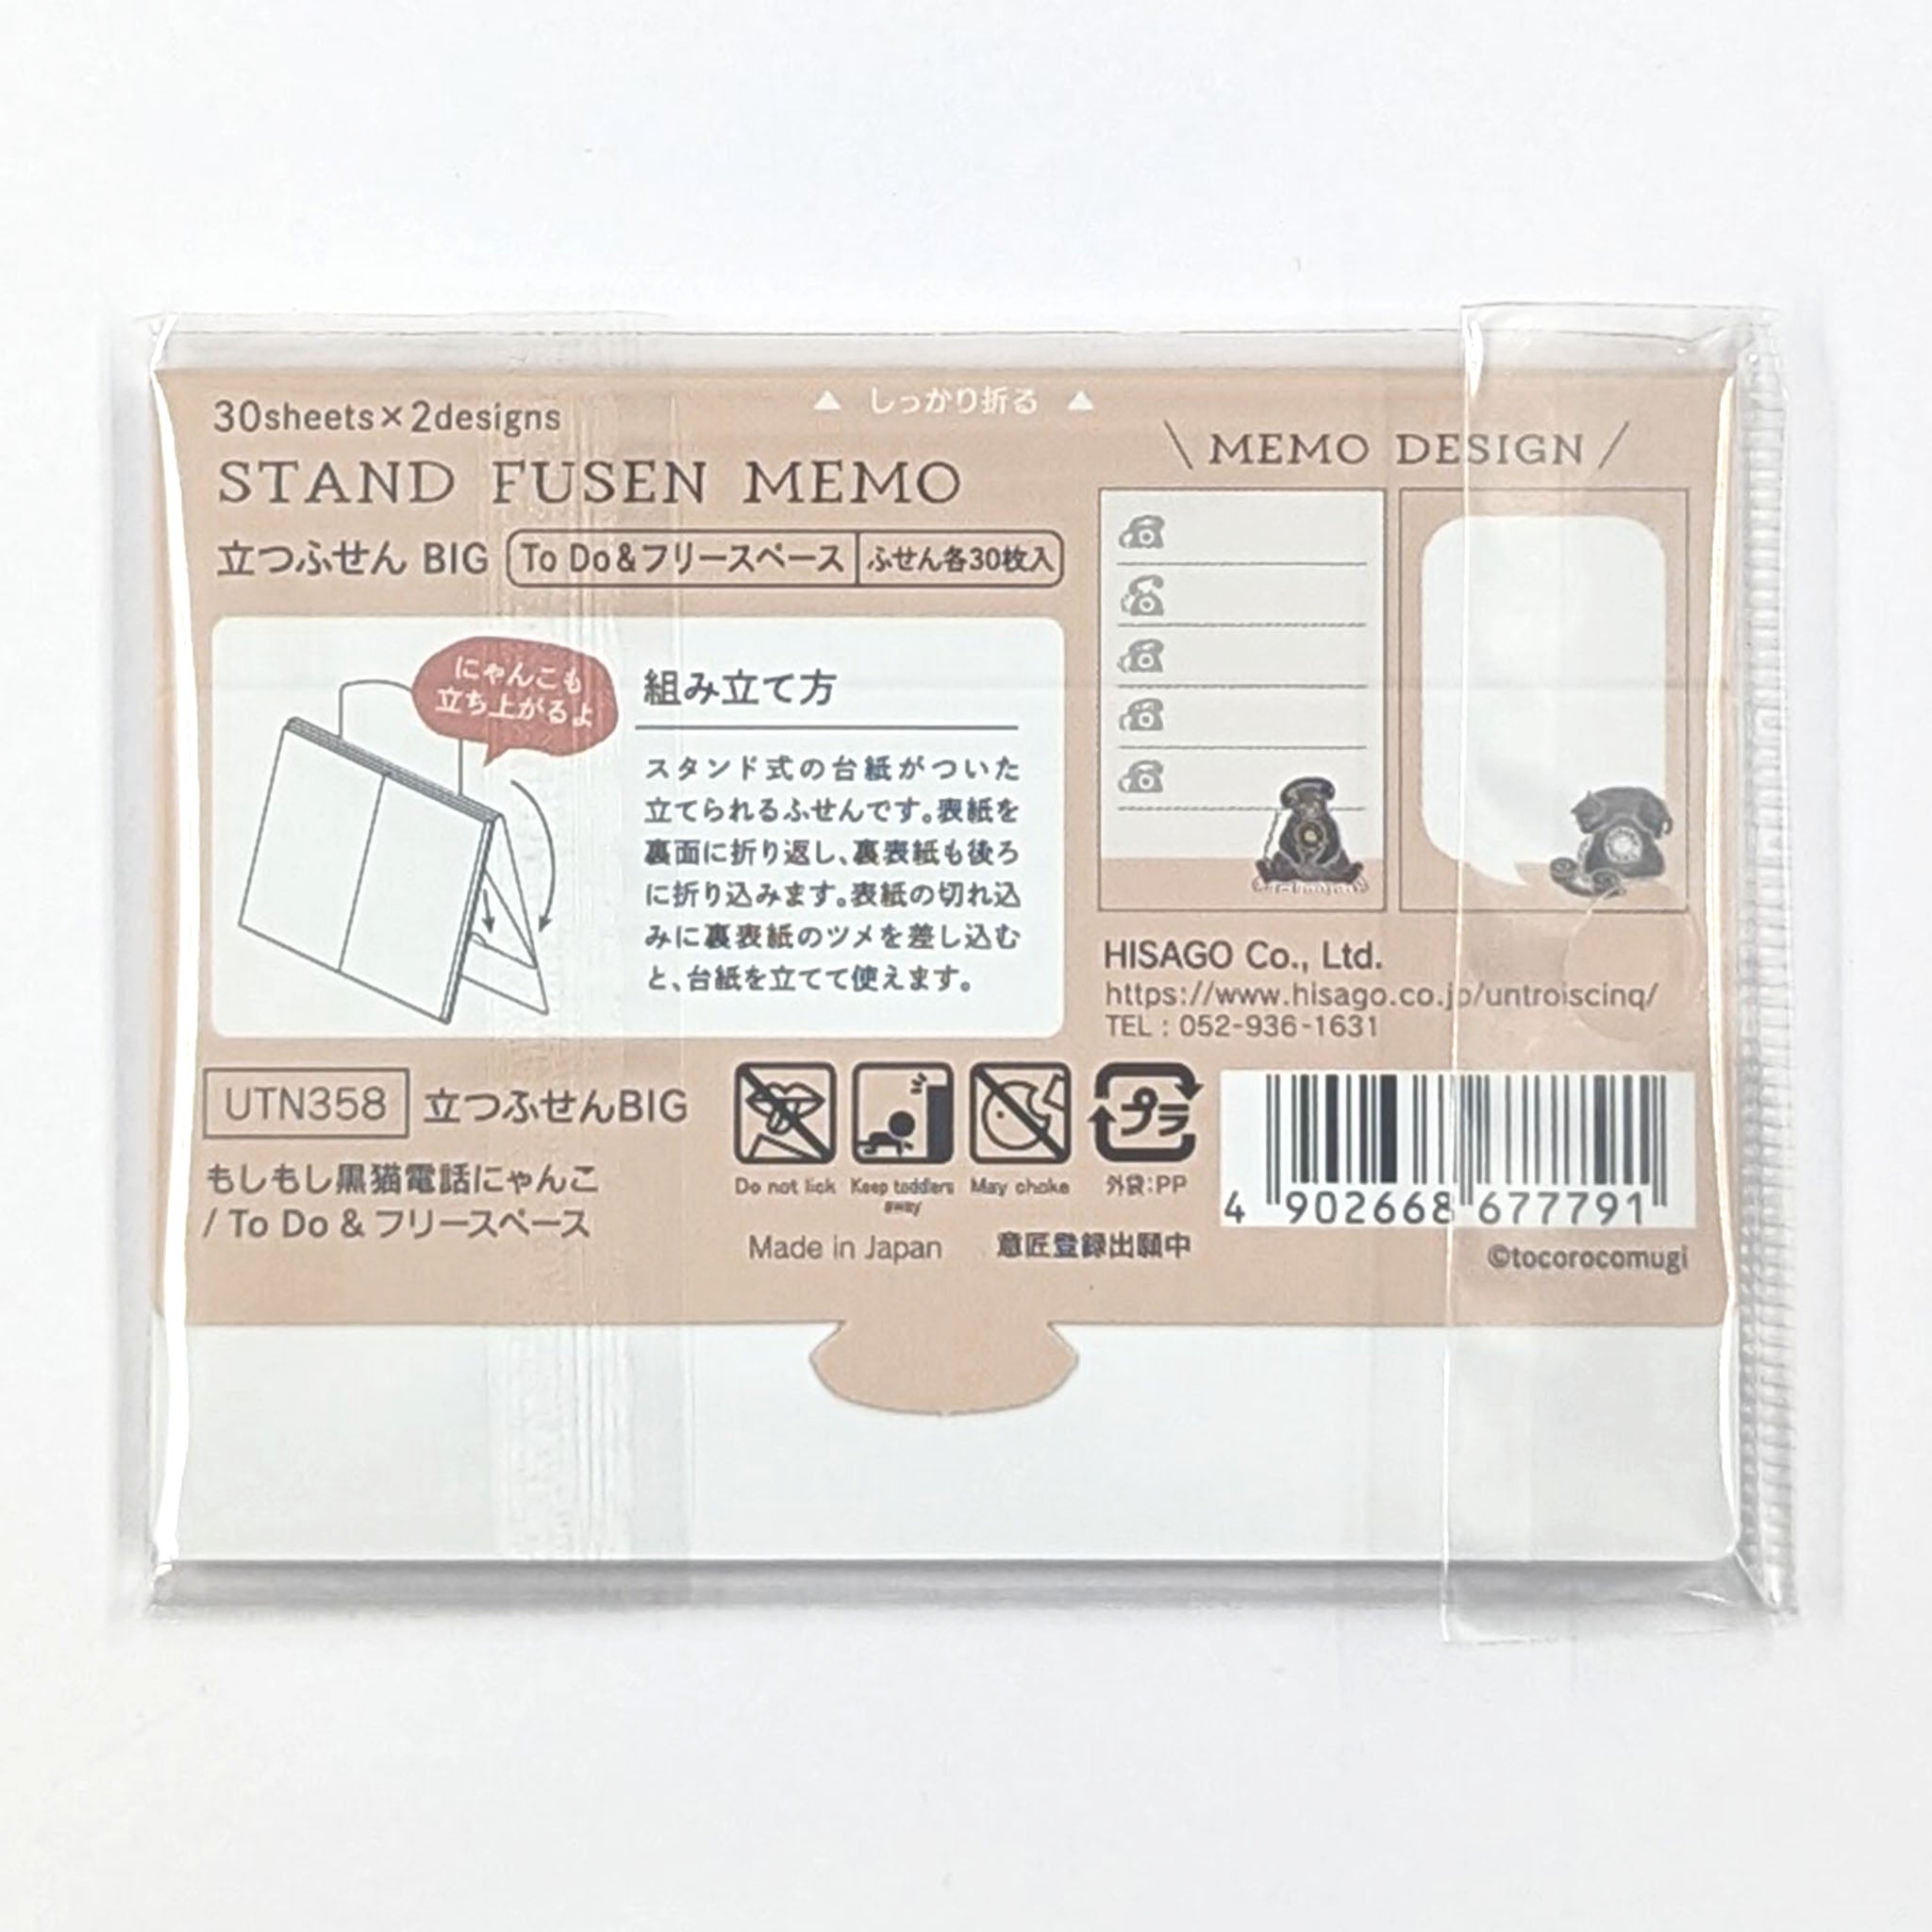 ▲ しっかり折る ▲
30sheets×2designs
STAND FUSEN MEMO
立つふせん BIG To Do&フリースペース ふせん各30枚入
にゃんこも
立ち上がるよ
組み立て方
スタンド式の台紙がついた
立てられるふせんです。表紙を
裏面に折り返し、裏表紙も後ろ
に折り込みます。表紙の切れ込
みに裏表紙のツメを差し込む
と、台紙を立てて使えます。
\ MEMO DESIGN /
HISAGO Co., Ltd.
https://www.hisago.co.jp/untroiscinq/
TEL : 052-936-1631
UTN358 立つふせんBIG
もしもし黒猫電話にゃんこ
/ To Do & フリースペース
Do not lick
Keep toddlers
away
May choke
プラ
外袋:PP
Made in Japan 意匠登録出願中
4 902668 677791
©tocorocomugi